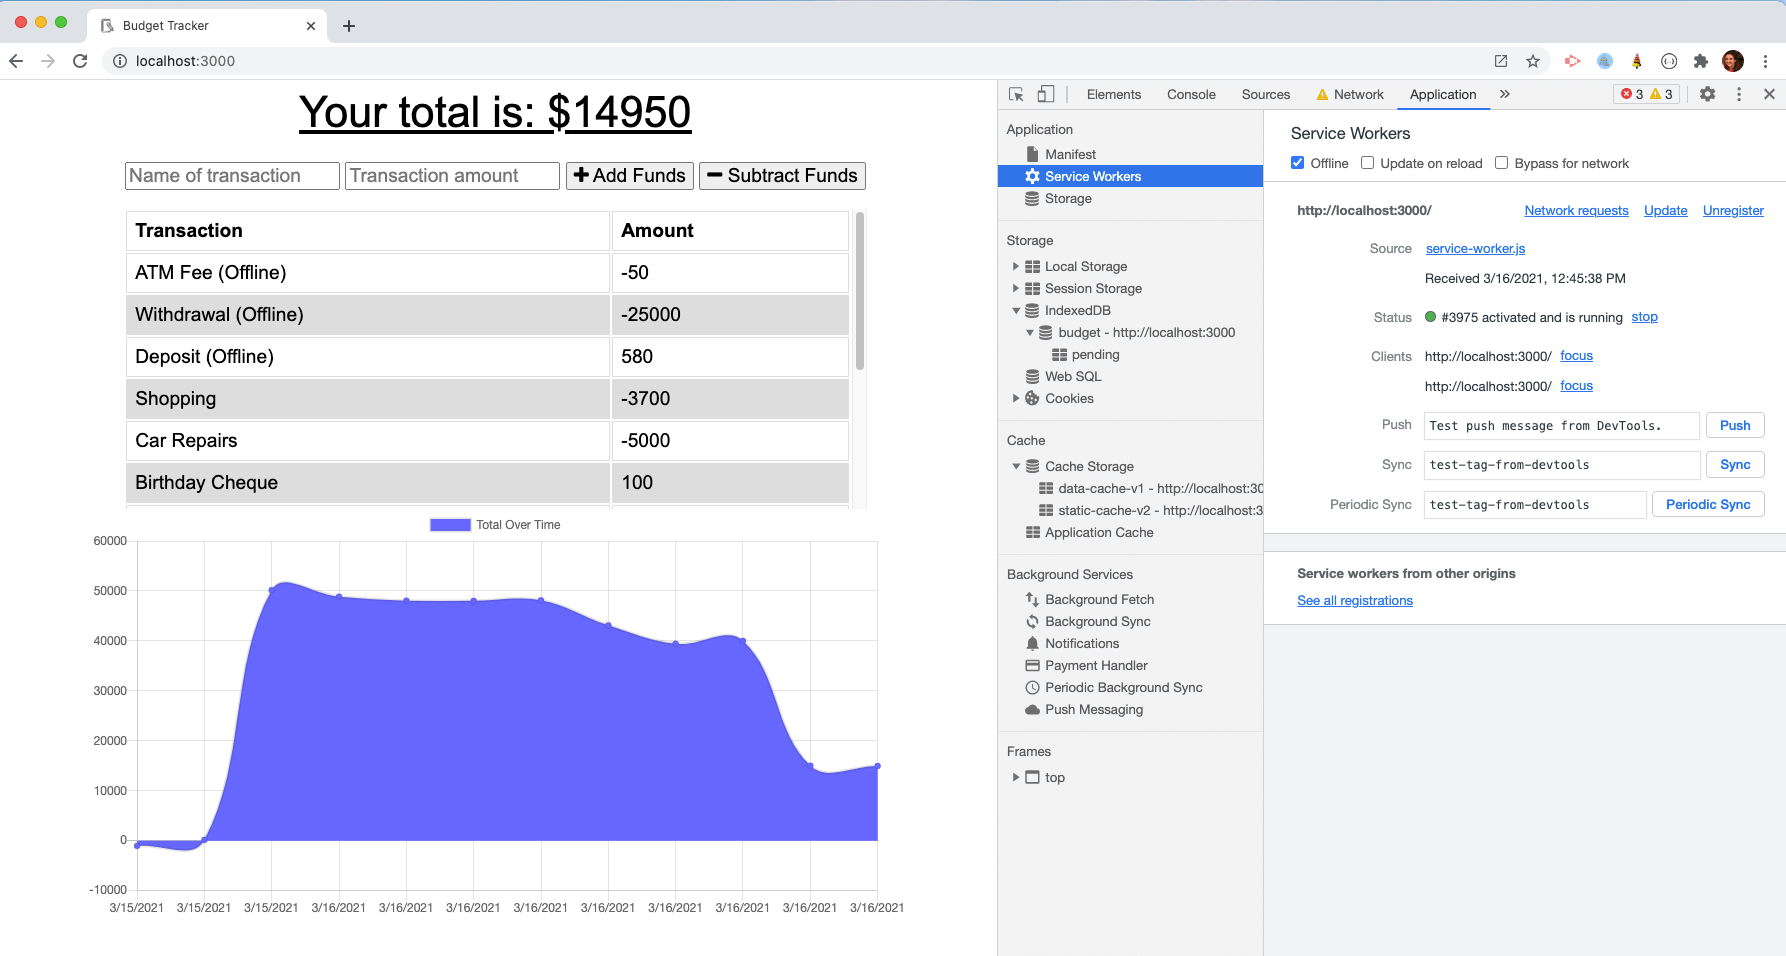 Budget Tracker
localhost:3000
Your total is: $14950
Name of transaction Transaction amount Add Funds Subtract Funds
Transaction Amount
ATM Fee (Offline) -50
Withdrawal (Offline) -25000
Deposit (Offline) 580
Shopping -3700
Car Repairs -5000
Birthday Cheque 100
Total Over Time
60000
50000
40000
30000
20000
10000
0
-10000
3/15/2021 3/15/2021 3/15/2021 3/16/2021 3/16/2021 3/16/2021 3/16/2021 3/16/2021 3/16/2021 3/16/2021 3/16/2021 3/16/2021
Elements Console Sources Network Application » 3 3
Application
Manifest
Service Workers
Storage
Storage
Local Storage
Session Storage
IndexedDB
budget - http://localhost:3000
pending
Web SQL
Cookies
Cache
Cache Storage
data-cache-v1 - http://localhost:30
static-cache-v2 - http://localhost:3
Application Cache
Background Services
Background Fetch
Background Sync
Notifications
Payment Handler
Periodic Background Sync
Push Messaging
Frames
top
Service Workers
Offline Update on reload Bypass for network
http://localhost:3000/ Network requests Update Unregister
Source service-worker.js
Received 3/16/2021, 12:45:38 PM
Status #3975 activated and is running stop
Clients http://localhost:3000/ focus
http://localhost:3000/ focus
Push Test push message from DevTools. Push
Sync test-tag-from-devtools Sync
Periodic Sync test-tag-from-devtools Periodic Sync
Service workers from other origins
See all registrations